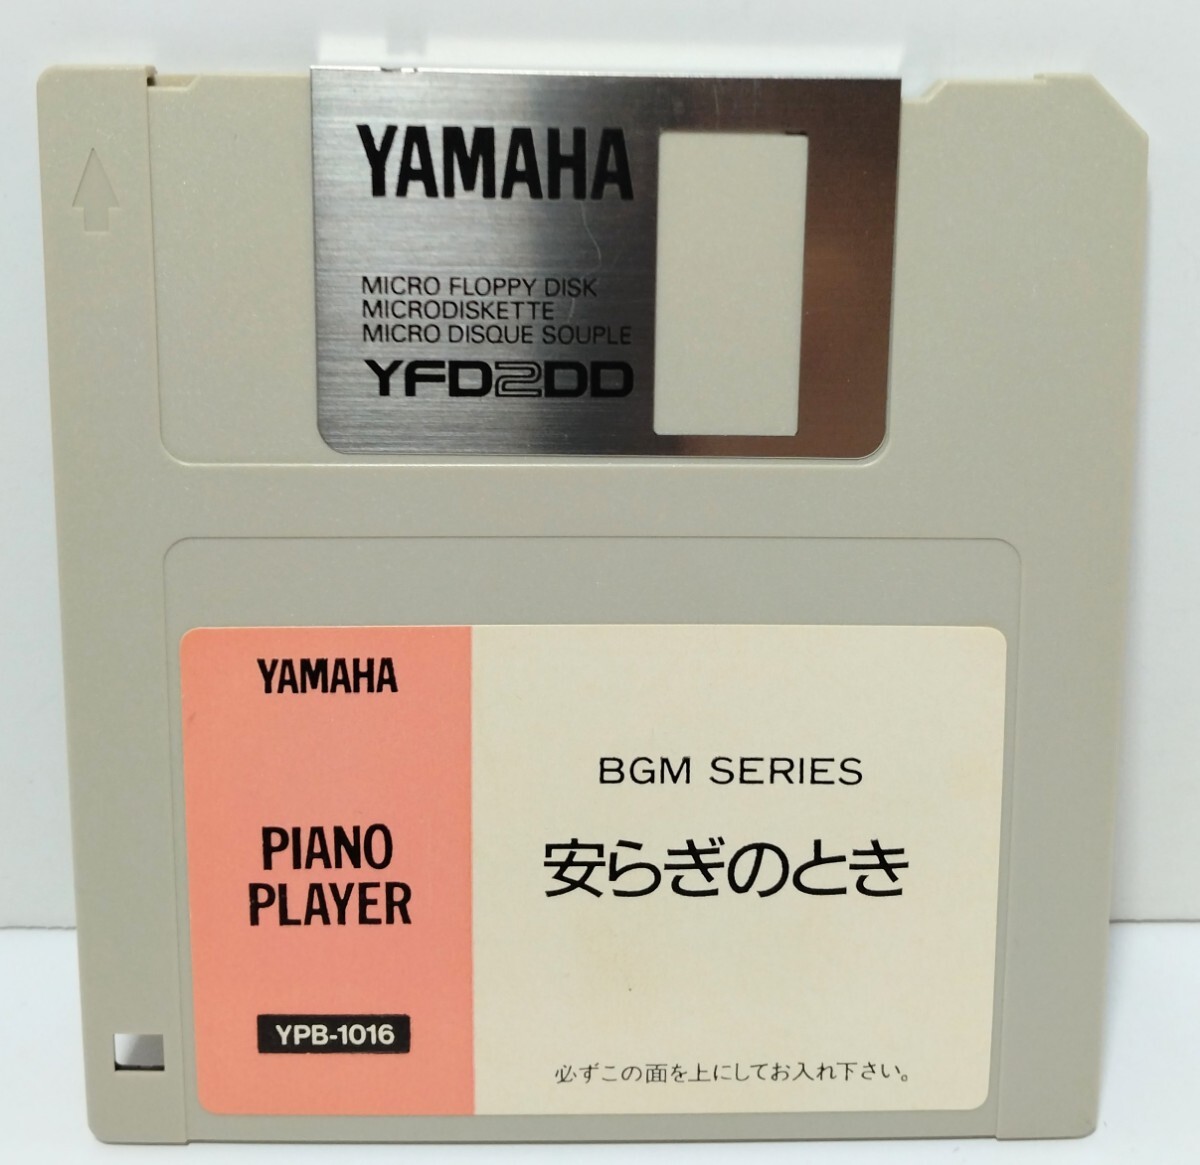 YAMAHA
MICRO FLOPPY DISK
MICRODISKETTE
MICRO DISQUE SOUPLE
YFD2DD
YAMAHA
PIANO
PLAYER
YPB-1016
BGM SERIES
安らぎのとき
必ずこの面を上にしてお入れ下さい。